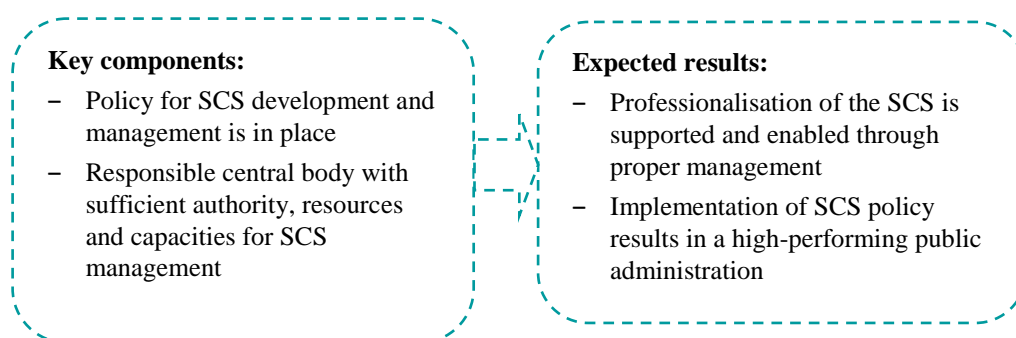 Key components:
– Policy for SCS development and
management is in place
– Responsible central body with
sufficient authority, resources
and capacities for SCS
management
Expected results:
– Professionalisation of the SCS is
supported and enabled through
proper management
– Implementation of SCS policy
results in a high-performing public
administration